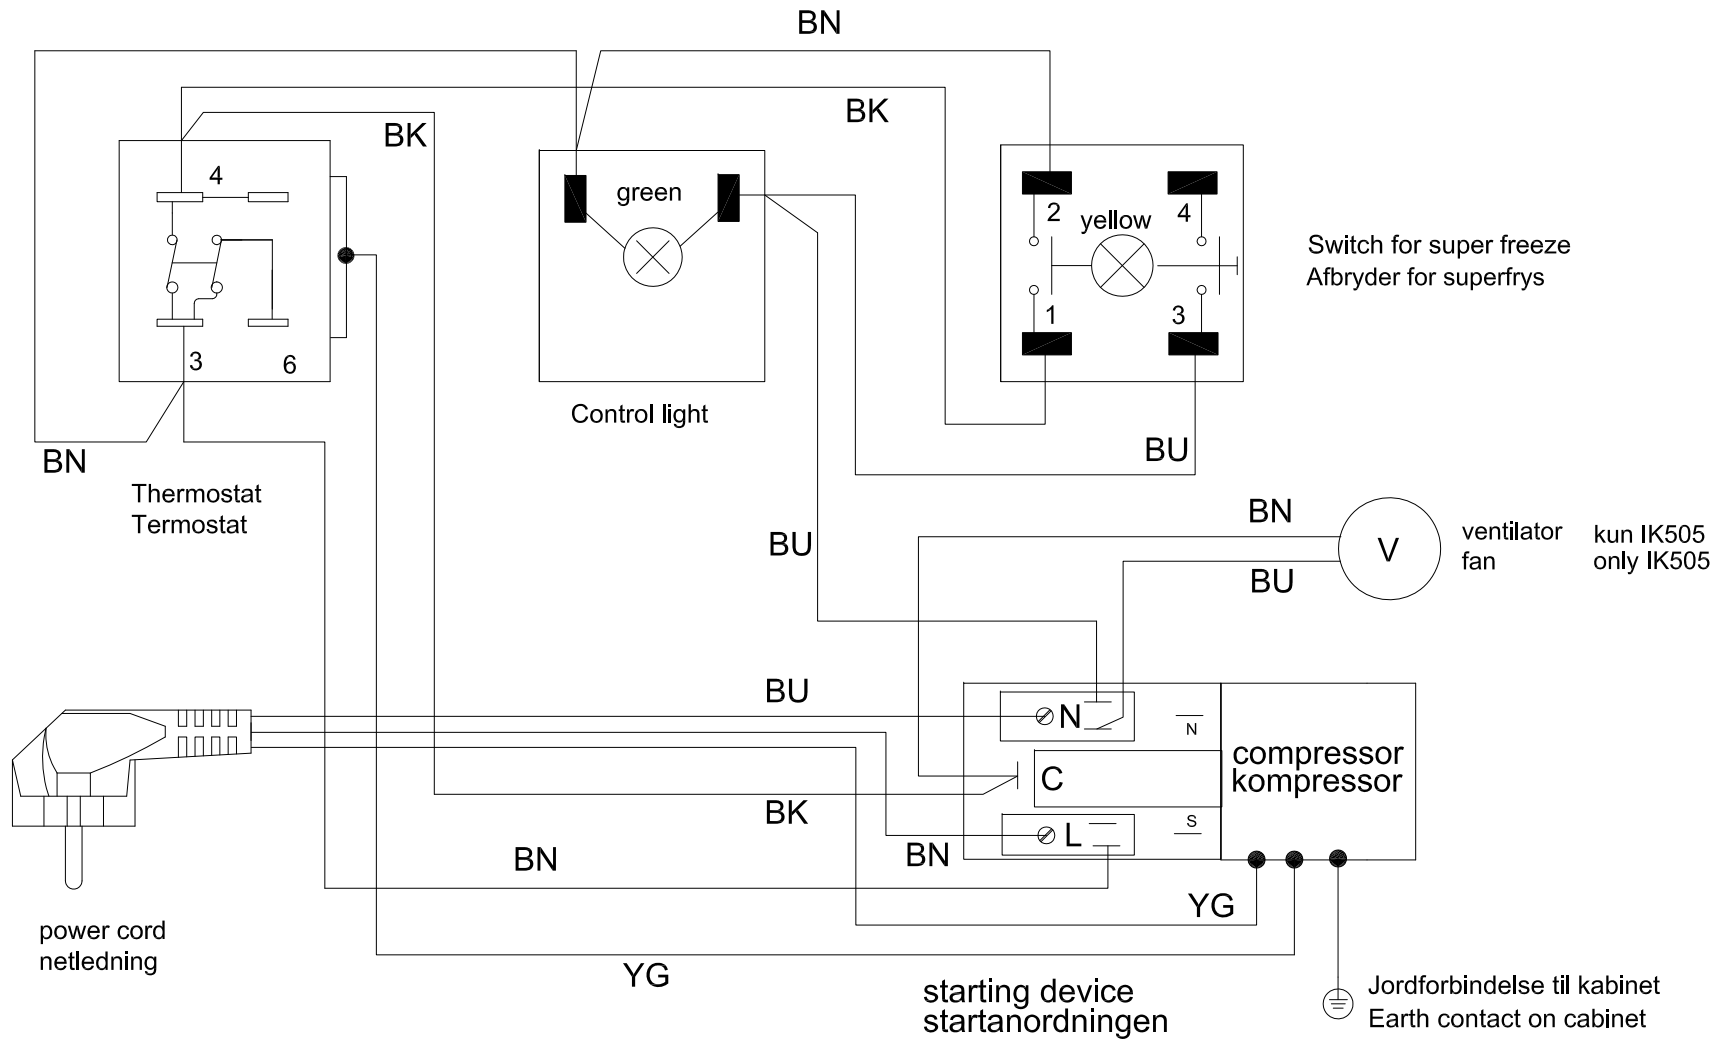 BN
BK
BK
4
3
6
BN
Thermostat
Termostat
green
Control light
2
yellow
4
1
3
Switch for super freeze
Afbryder for superfrys
BU
BU
BN
BU
V
ventilator
fan
kun IK505
only IK505
BU
N
N
C
compressor
kompressor
BK
L
S
BN
BN
YG
YG
power cord
netledning
starting device
startanordningen
Jordforbindelse til kabinet
Earth contact on cabinet